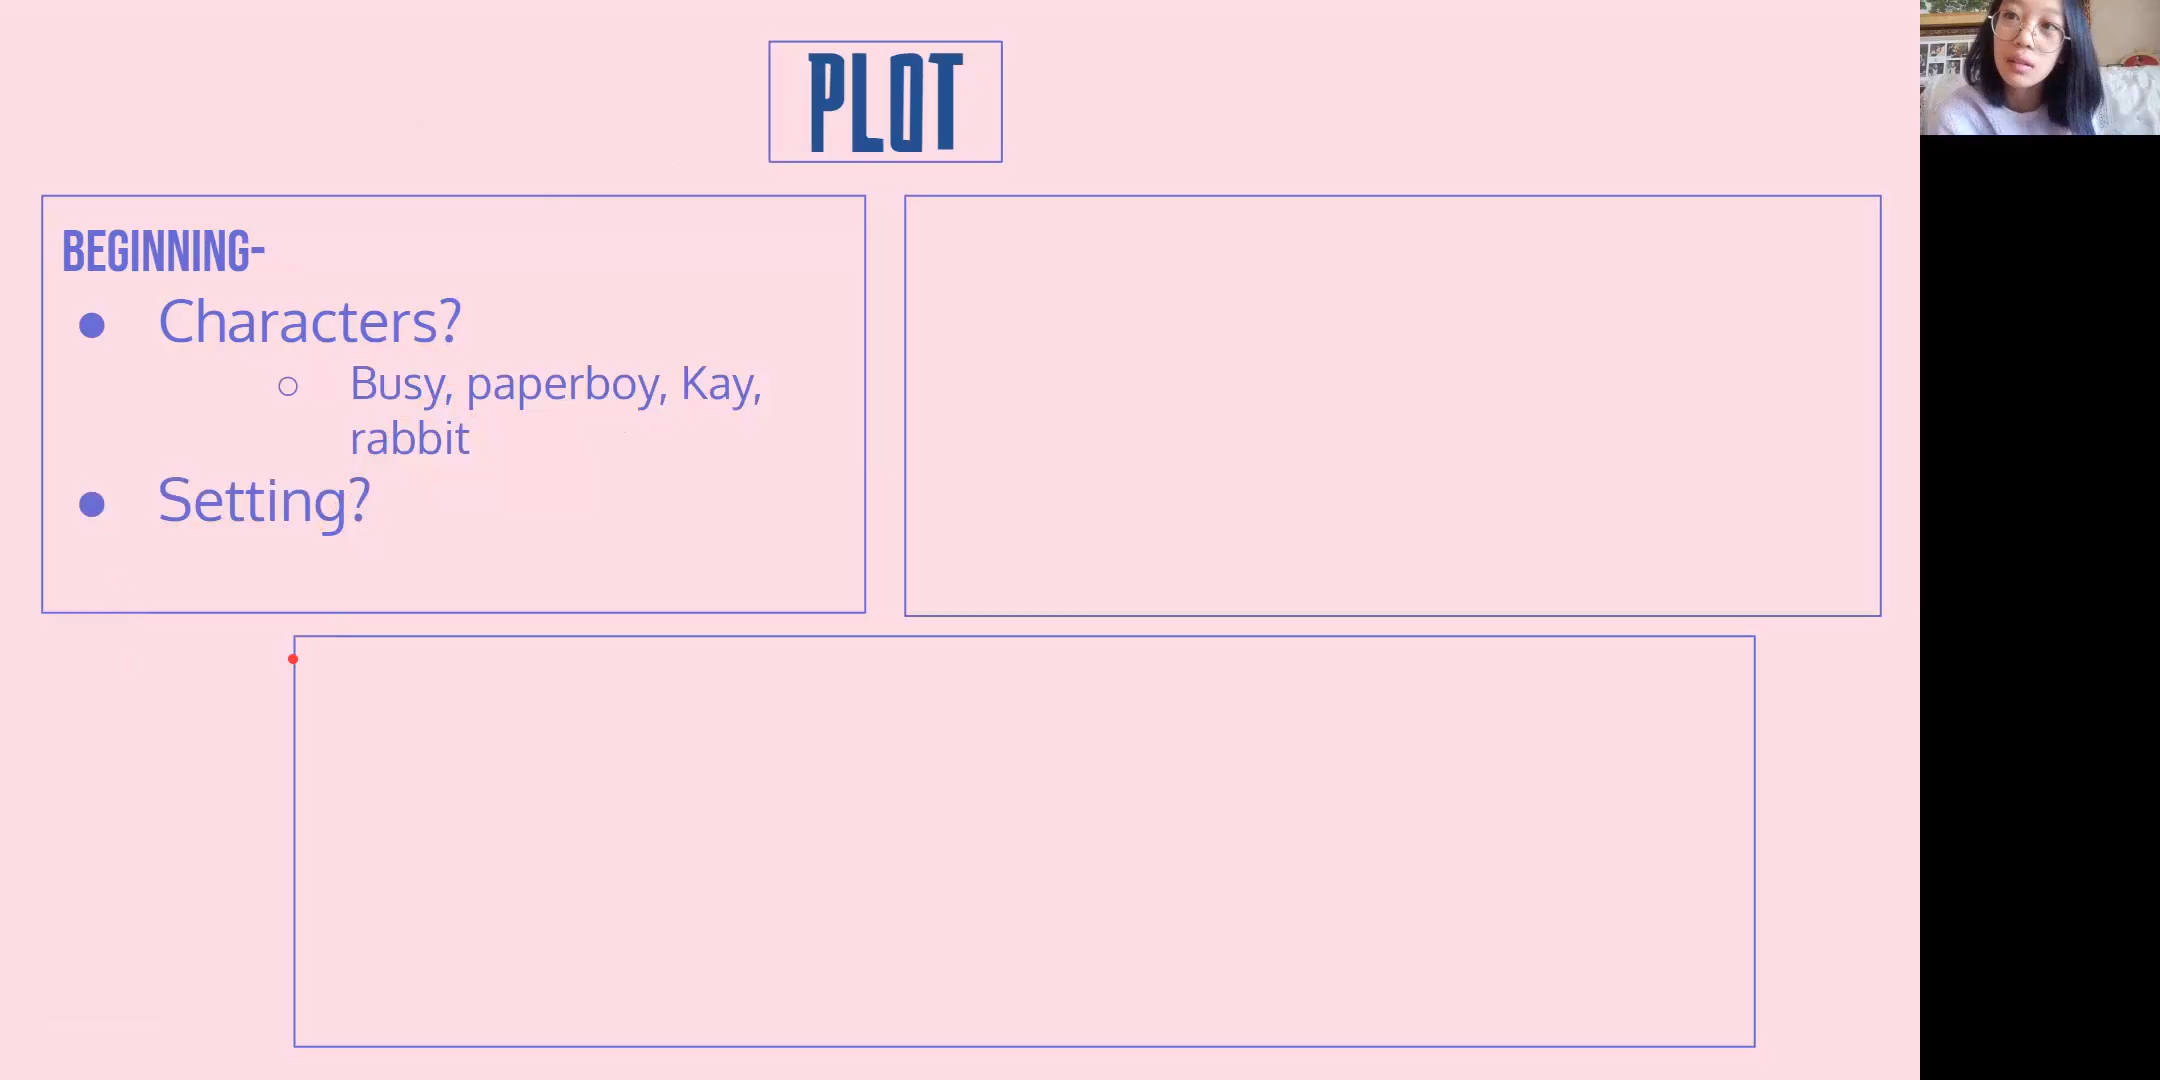 PLOT
BEGINNING-
● Characters?
○ Busy, paperboy, Kay,
rabbit
● Setting?